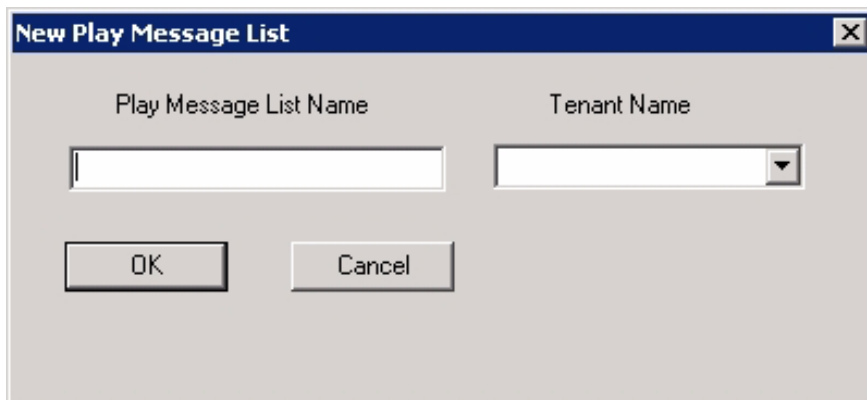 New Play Message List
Play Message List Name
Tenant Name
OK
Cancel